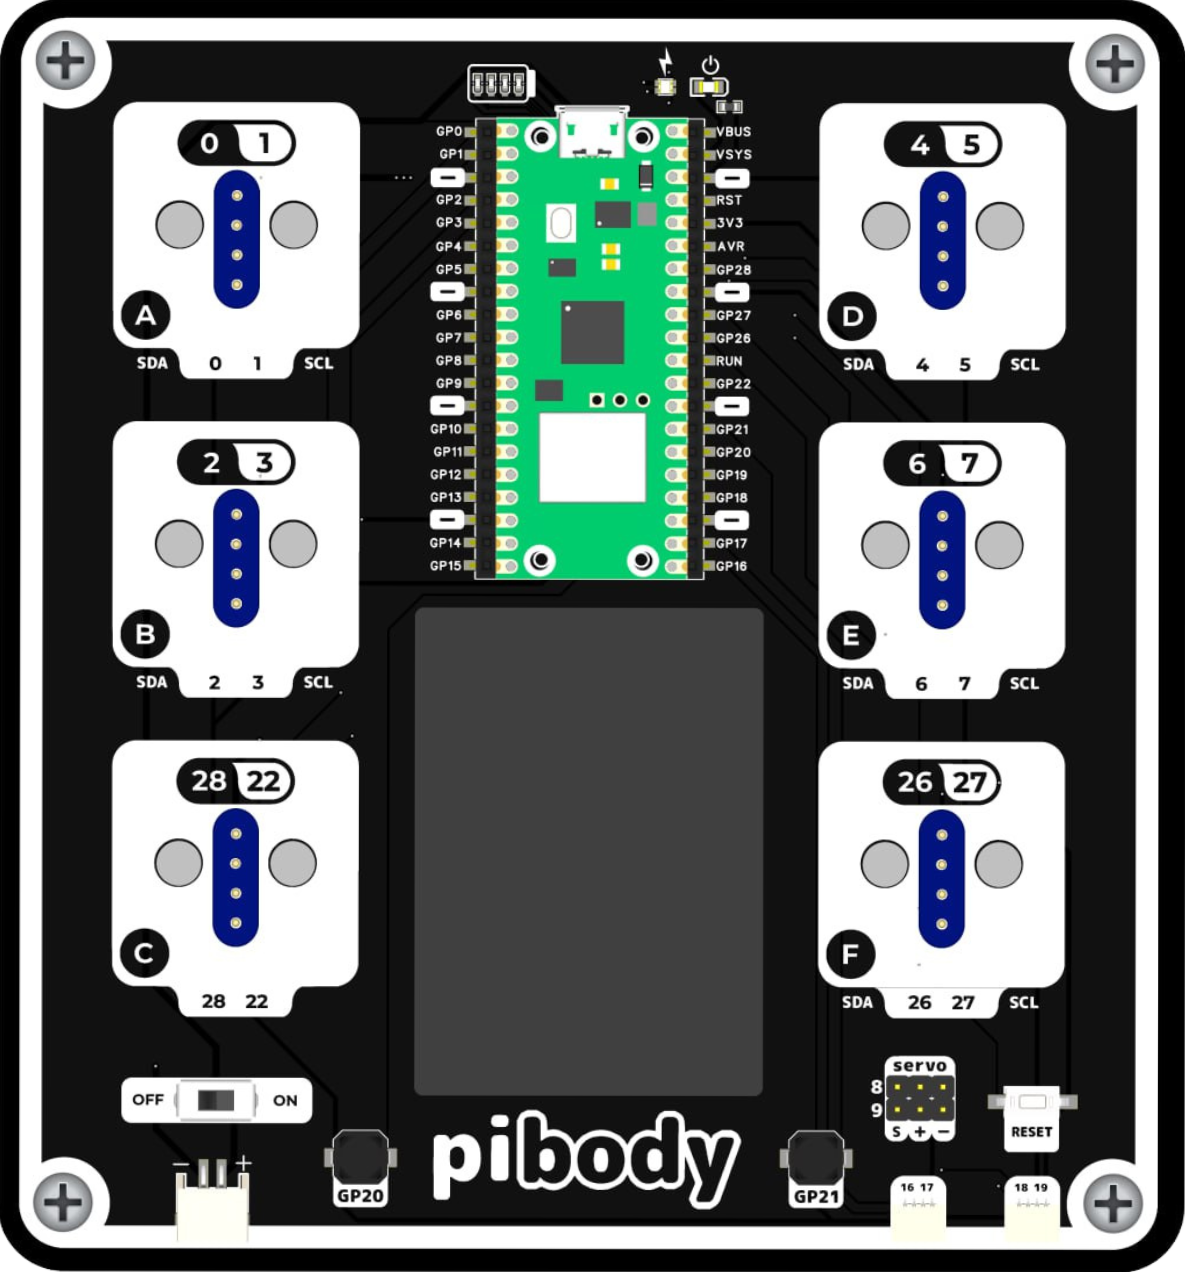 0 1
A
SDA 0 1 SCL
2 3
B
SDA 2 3 SCL
28 22
C
28 22
OFF ON
− +
GP0
GP1
−
GP2
GP3
GP4
GP5
−
GP6
GP7
GP8
GP9
−
GP10
GP11
GP12
GP13
−
GP14
GP15
VBUS
VSYS
−
RST
3V3
AVR
GP28
−
GP27
GP26
RUN
GP22
−
GP21
GP20
GP19
GP18
−
GP17
GP16
pibody
GP20
GP21
4 5
D
SDA 4 5 SCL
6 7
E
SDA 6 7 SCL
26 27
F
SDA 26 27 SCL
servo
8
9
S + −
RESET
16 17
18 19